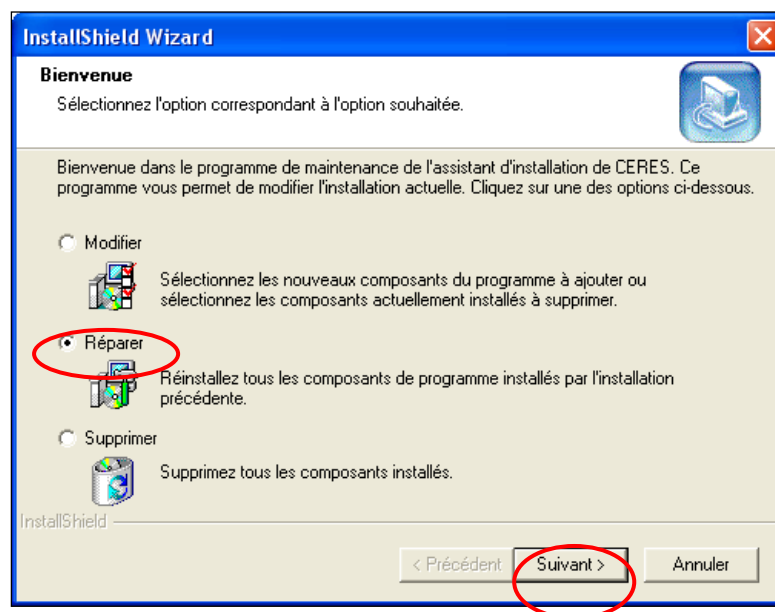 InstallShield Wizard
Bienvenue
Sélectionnez l'option correspondant à l'option souhaitée.
Bienvenue dans le programme de maintenance de l'assistant d'installation de CERES. Ce
programme vous permet de modifier l'installation actuelle. Cliquez sur une des options ci-dessous.
Modifier
Sélectionnez les nouveaux composants du programme à ajouter ou
sélectionnez les composants actuellement installés à supprimer.
Réparer
Réinstallez tous les composants de programme installés par l'installation
précédente.
Supprimer
Supprimez tous les composants installés.
InstallShield
< Précédent Suivant > Annuler